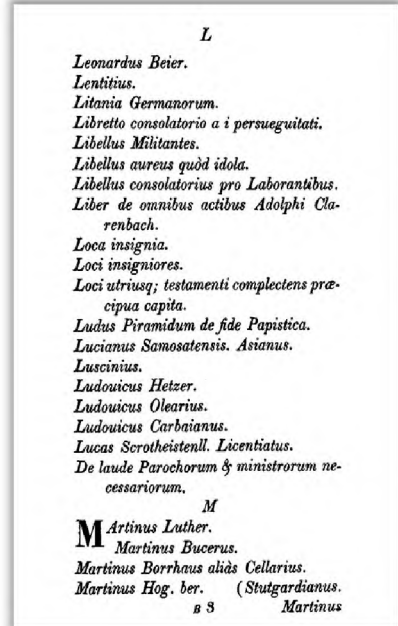 L
Leonardus Beier.
Lentitius.
Litania Germanorum.
Libretto consolatorio a i persueguitati.
Libellus Militantes.
Libellus aureus quòd idola.
Libellus consolatorius pro Laborantibus.
Liber de omnibus actibus Adolphi Cla-
renbach.
Loca insignia.
Loci insigniores.
Loci utriusq; testamenti complectens præ-
cipua capita.
Ludus Piramidum de fide Papistica.
Lucianus Samosatensis. Asianus.
Luscinius.
Ludouicus Hetzer.
Ludouicus Olearius.
Ludouicus Carbaianus.
Lucas Scrotheistenll. Licentiatus.
De laude Parochorum & ministrorum ne-
cessariorum.
M
MArtinus Luther.
Martinus Bucerus.
Martinus Borrhaus aliàs Cellarius.
Martinus Hog. ber. (Stutgardianus.
B 3 Martinus